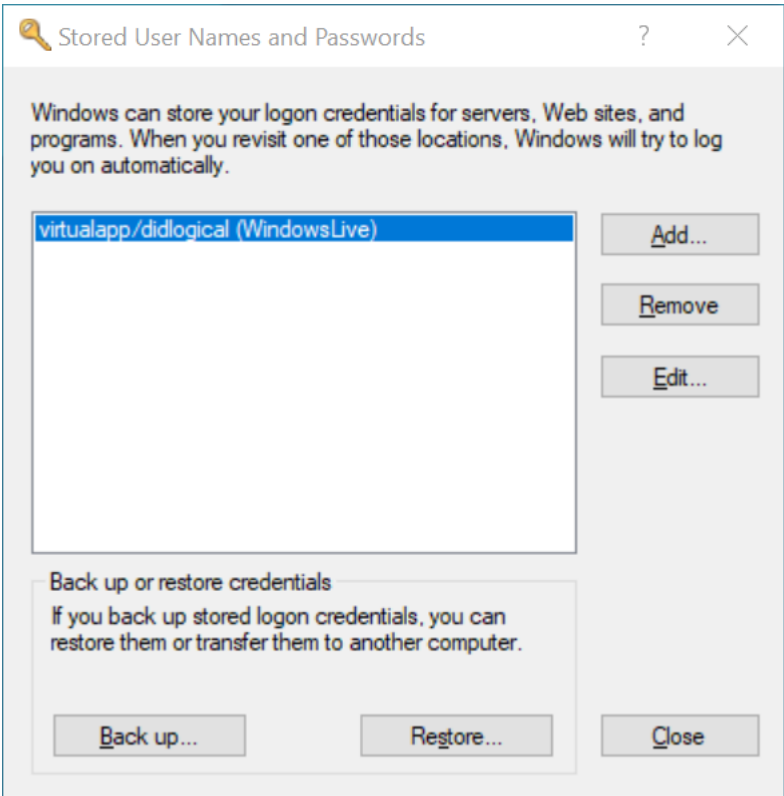 Stored User Names and Passwords
Windows can store your logon credentials for servers, Web sites, and
programs. When you revisit one of those locations, Windows will try to log
you on automatically.
virtualapp/didlogical (WindowsLive)
Add...
Remove
Edit...
Back up or restore credentials
If you back up stored logon credentials, you can
restore them or transfer them to another computer.
Back up...
Restore...
Close